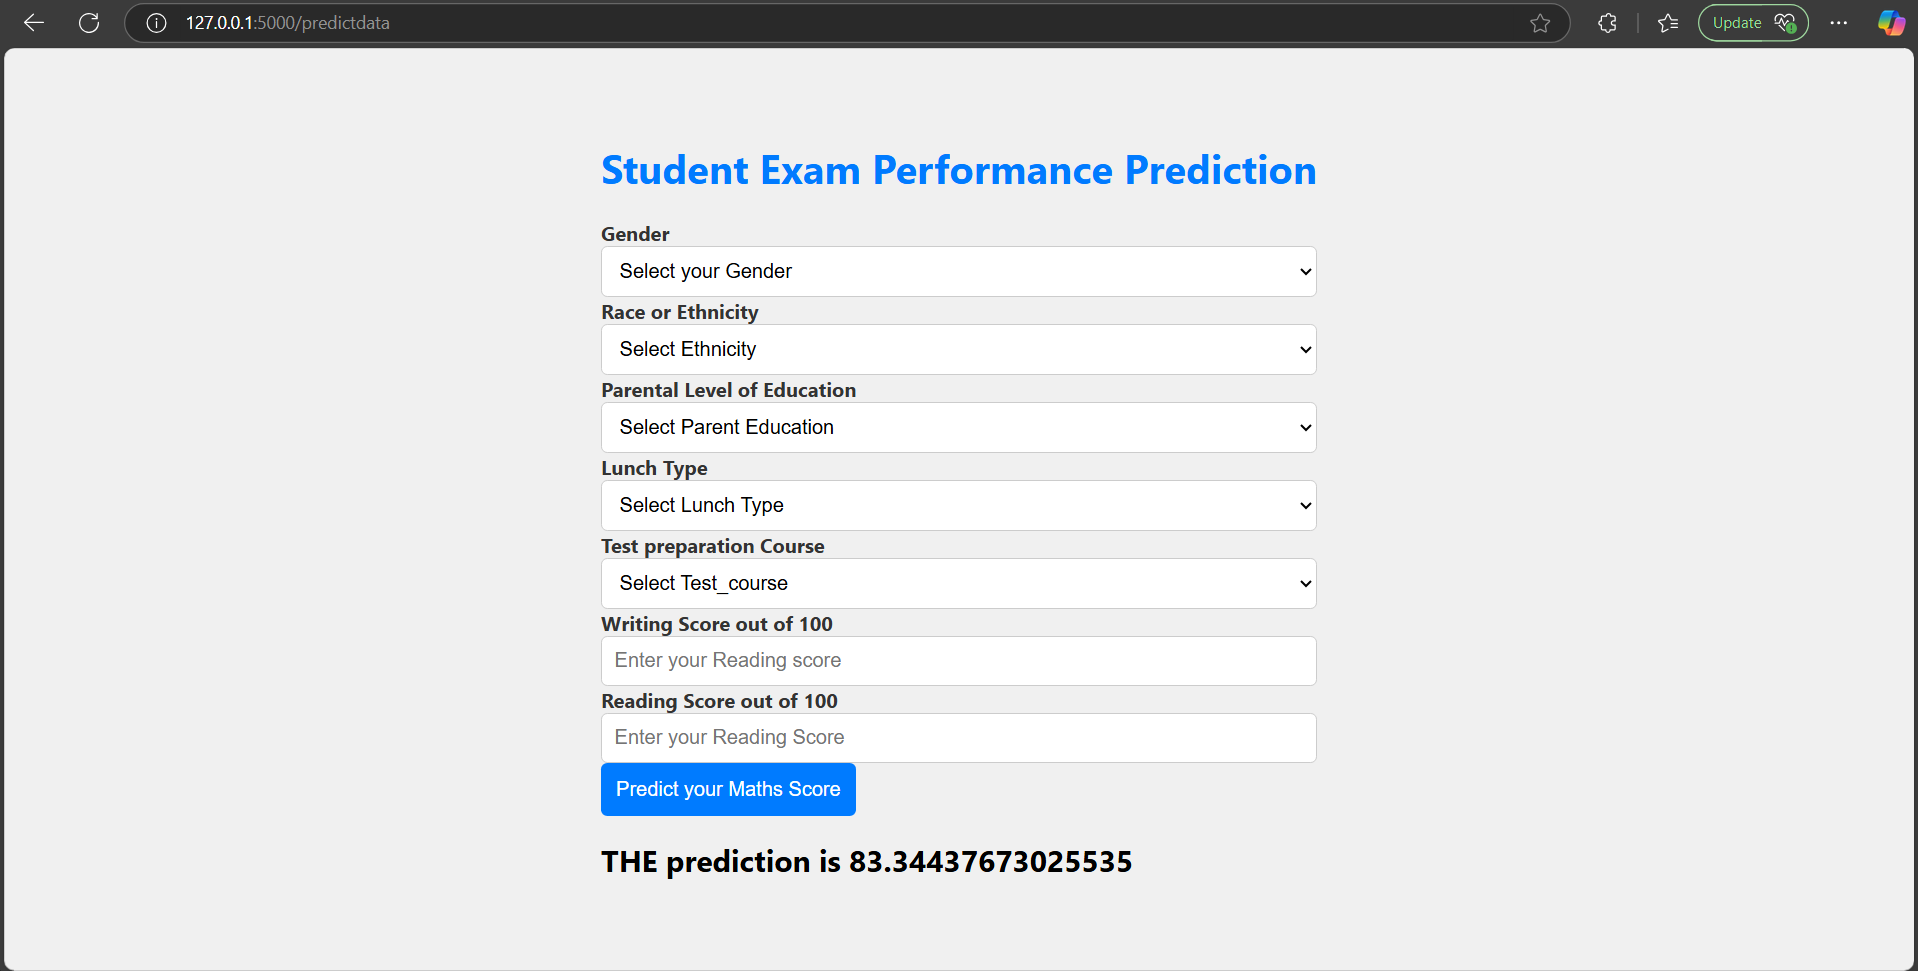 127.0.0.1:5000/predictdata
Update
Student Exam Performance Prediction
Gender
Select your Gender
Race or Ethnicity
Select Ethnicity
Parental Level of Education
Select Parent Education
Lunch Type
Select Lunch Type
Test preparation Course
Select Test_course
Writing Score out of 100
Enter your Reading score
Reading Score out of 100
Enter your Reading Score
Predict your Maths Score
THE prediction is 83.34437673025535